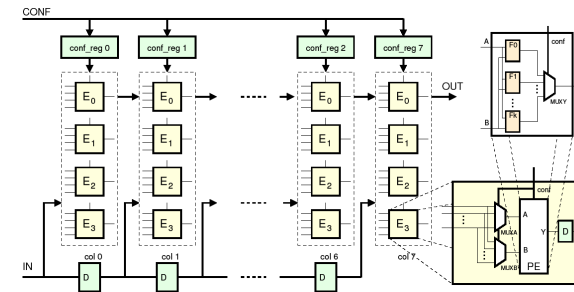 CONF
conf_reg 0 conf_reg 1 conf_reg 2 conf_reg 7
E0 E0 E0 E0
OUT
E1 E1 E1 E1
E2 E2 E2 E2
E3 E3 E3 E3
IN
col 0 col 1 col 6 col 7
D D D
A
B
F0
F1
Fk
conf
MUXY
conf
MUXA
MUXB
A
B
Y
PE
D